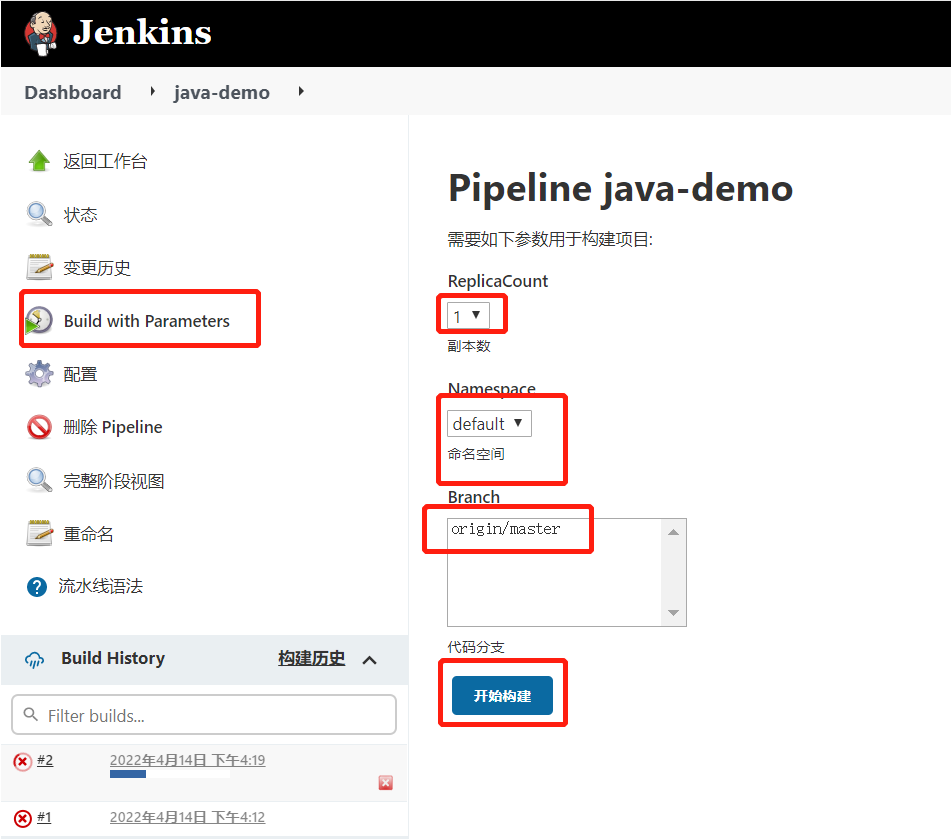 Jenkins
Dashboard
java-demo
返回工作台
状态
变更历史
Build with Parameters
配置
删除 Pipeline
完整阶段视图
重命名
流水线语法
Build History
构建历史
Filter builds...
#2
2022年4月14日 下午4:19
#1
2022年4月14日 下午4:12
Pipeline java-demo
需要如下参数用于构建项目:
ReplicaCount
1
副本数
Namespace
default
命名空间
Branch
origin/master
代码分支
开始构建